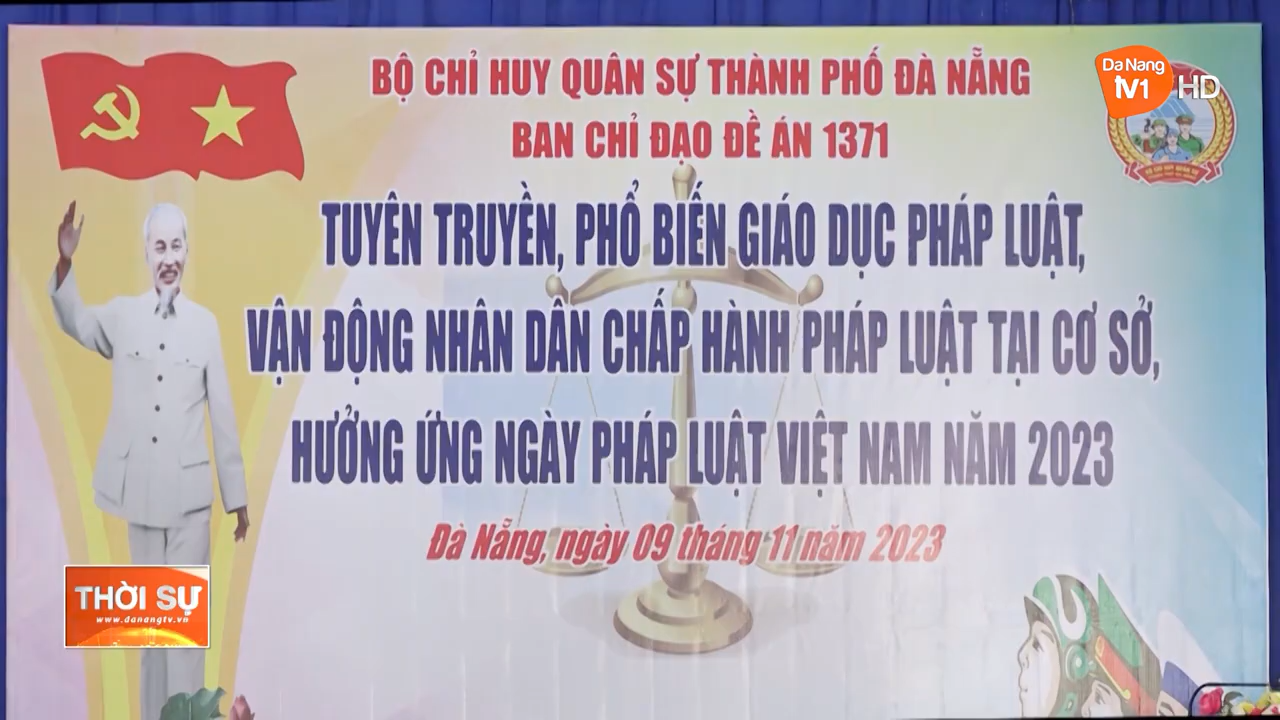 BỘ CHỈ HUY QUÂN SỰ THÀNH PHỐ ĐÀ NẴNG
BAN CHỈ ĐẠO ĐỀ ÁN 1371
TUYÊN TRUYỀN, PHỔ BIẾN GIÁO DỤC PHÁP LUẬT,
VẬN ĐỘNG NHÂN DÂN CHẤP HÀNH PHÁP LUẬT TẠI CƠ SỞ,
HƯỞNG ỨNG NGÀY PHÁP LUẬT VIỆT NAM NĂM 2023
Đà Nẵng, ngày 09 tháng 11 năm 2023
Da Nang
tv1 HD
THỜI SỰ
www.danangtv.vn